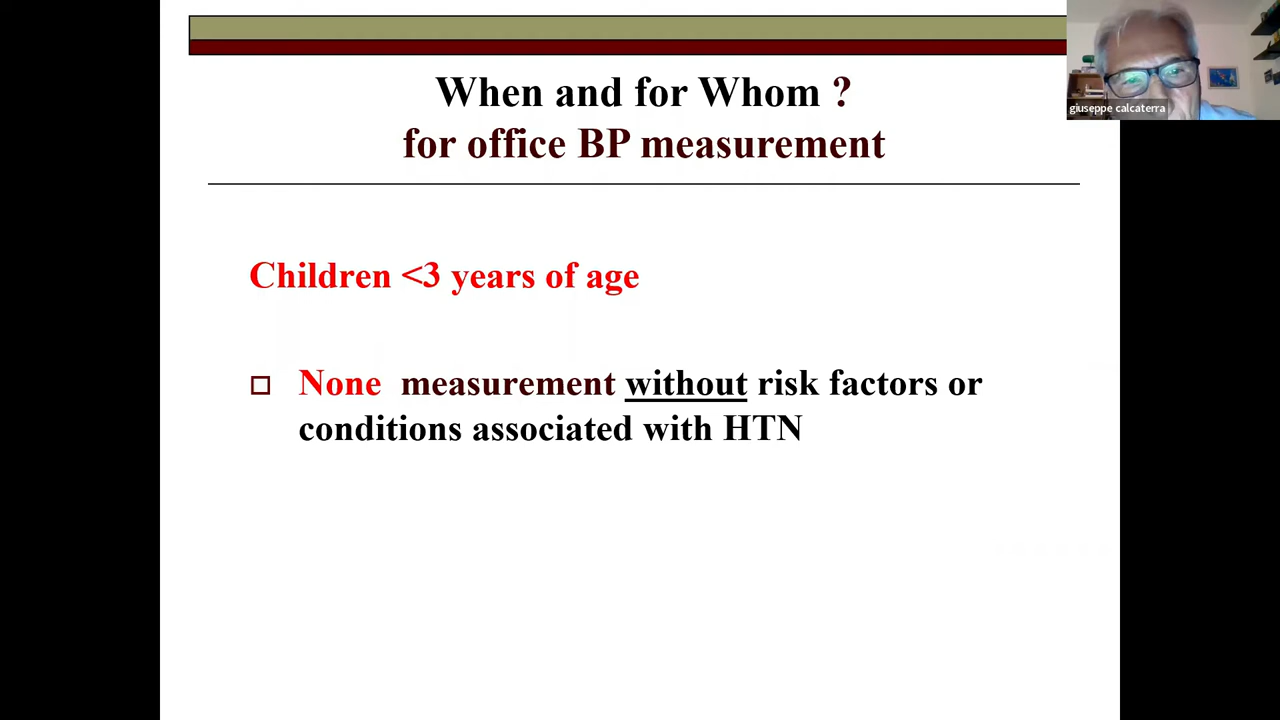 When and for Whom ?
for office BP measurement
giuseppe calcaterra
Children <3 years of age
None measurement without risk factors or
conditions associated with HTN